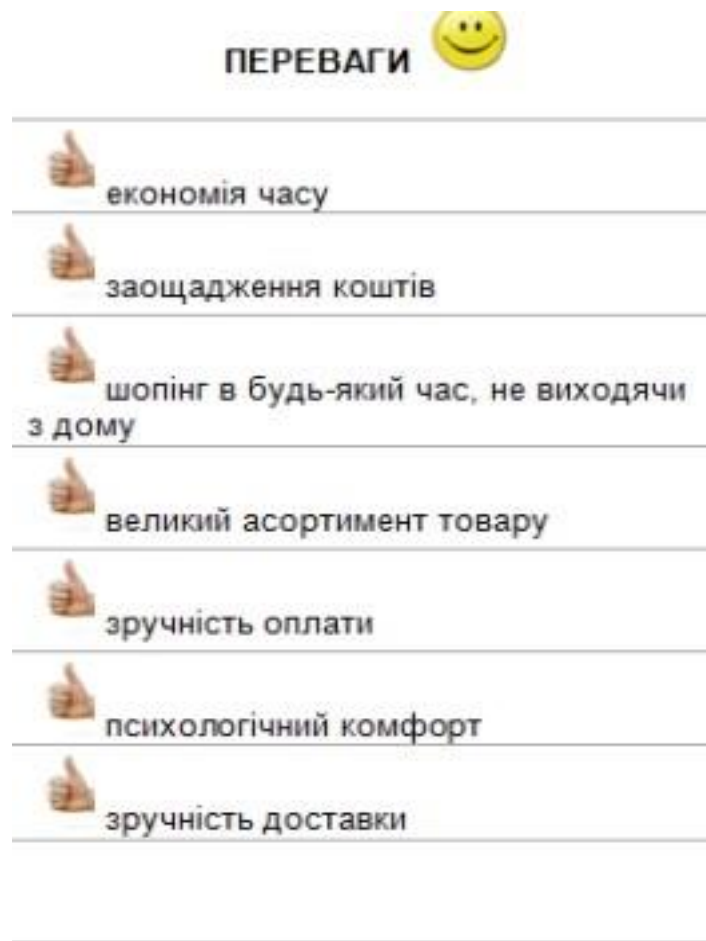 ПЕРЕВАГИ
економія часу
заощадження коштів
шопінг в будь-який час, не виходячи
з дому
великий асортимент товару
зручність оплати
психологічний комфорт
зручність доставки